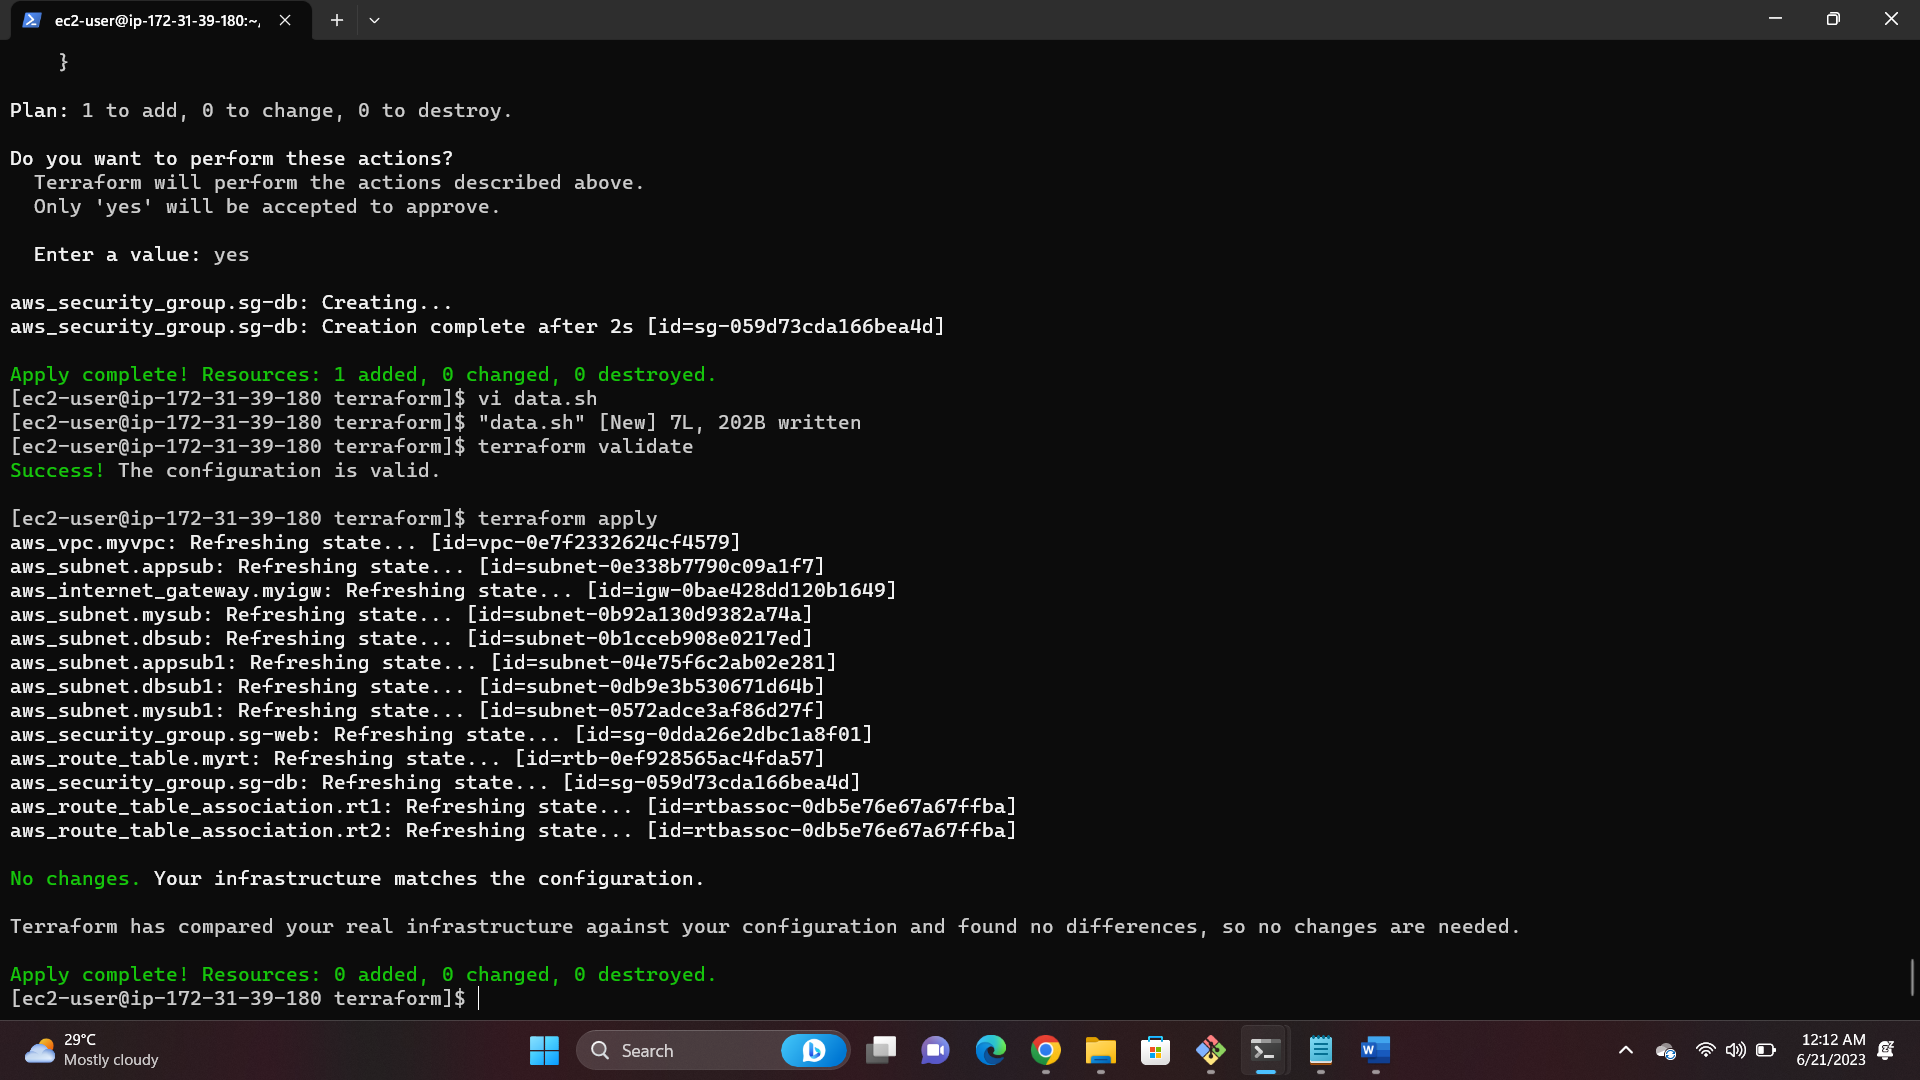 ec2-user@ip-172-31-39-180:~,
}
Plan: 1 to add, 0 to change, 0 to destroy.
Do you want to perform these actions?
Terraform will perform the actions described above.
Only 'yes' will be accepted to approve.
Enter a value: yes
aws_security_group.sg-db: Creating...
aws_security_group.sg-db: Creation complete after 2s [id=sg-059d73cda166bea4d]
Apply complete! Resources: 1 added, 0 changed, 0 destroyed.
[ec2-user@ip-172-31-39-180 terraform]$ vi data.sh
[ec2-user@ip-172-31-39-180 terraform]$ "data.sh" [New] 7L, 202B written
[ec2-user@ip-172-31-39-180 terraform]$ terraform validate
Success! The configuration is valid.
[ec2-user@ip-172-31-39-180 terraform]$ terraform apply
aws_vpc.myvpc: Refreshing state... [id=vpc-0e7f2332624cf4579]
aws_subnet.appsub: Refreshing state... [id=subnet-0e338b7790c09a1f7]
aws_internet_gateway.myigw: Refreshing state... [id=igw-0bae428dd120b1649]
aws_subnet.mysub: Refreshing state... [id=subnet-0b92a130d9382a74a]
aws_subnet.dbsub: Refreshing state... [id=subnet-0b1cceb908e0217ed]
aws_subnet.appsub1: Refreshing state... [id=subnet-04e75f6c2ab02e281]
aws_subnet.dbsub1: Refreshing state... [id=subnet-0db9e3b530671d64b]
aws_subnet.mysub1: Refreshing state... [id=subnet-0572adce3af86d27f]
aws_security_group.sg-web: Refreshing state... [id=sg-0dda26e2dbc1a8f01]
aws_route_table.myrt: Refreshing state... [id=rtb-0ef928565ac4fda57]
aws_security_group.sg-db: Refreshing state... [id=sg-059d73cda166bea4d]
aws_route_table_association.rt1: Refreshing state... [id=rtbassoc-0db5e76e67a67ffba]
aws_route_table_association.rt2: Refreshing state... [id=rtbassoc-0db5e76e67a67ffba]
No changes. Your infrastructure matches the configuration.
Terraform has compared your real infrastructure against your configuration and found no differences, so no changes are needed.
Apply complete! Resources: 0 added, 0 changed, 0 destroyed.
[ec2-user@ip-172-31-39-180 terraform]$
29°C
Mostly cloudy
Search
12:12 AM
6/21/2023